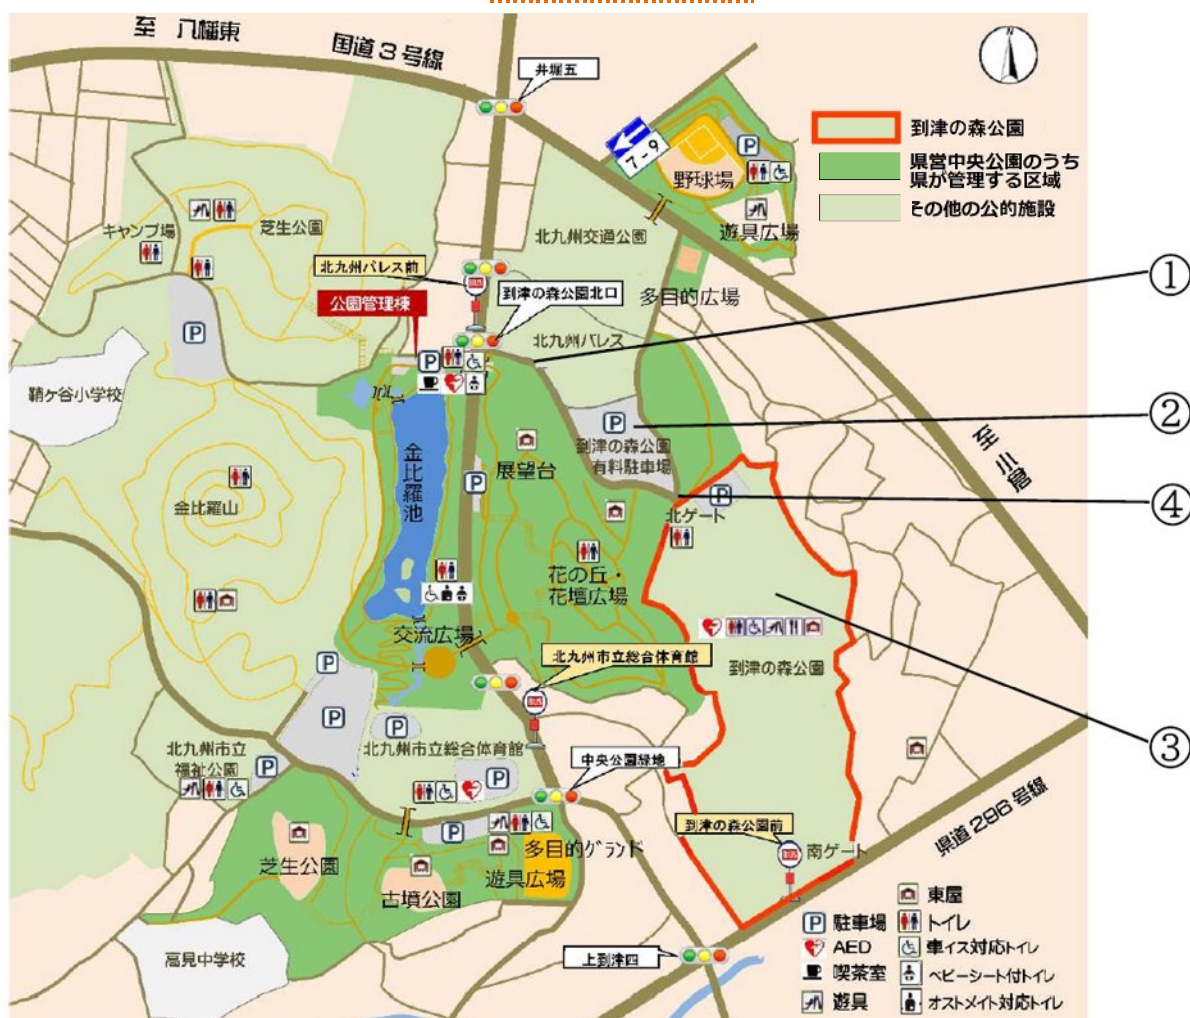 至 八幡東
国道3号線
井堀五
N
到津の森公園
県営中央公園のうち
県が管理する区域
その他の公的施設
7-9
P
野球場
遊具広場
キャンプ場
芝生公園
北九州交通公園
北九州パレス前
到津の森公園北口
多目的広場
①
公園管理棟
北九州パレス
P
P
鞘ヶ谷小学校
P
②
到津の森公園
有料駐車場
至小倉
金比羅池
展望台
P
P
④
金比羅山
北ゲート
花の丘・
花壇広場
交流広場
北九州市立総合体育館
到津の森公園
③
P
P
P
北九州市立
福祉公園
P
北九州市立総合体育館
P
中央公園緑地
到津の森公園前
県道296号線
南ゲート
P
多目的グランド
遊具広場
芝生公園
古墳公園
高見中学校
上到津四
東屋
P 駐車場
トイレ
AED
車イス対応トイレ
喫茶室
ベビーシート付トイレ
遊具
オストメイト対応トイレ